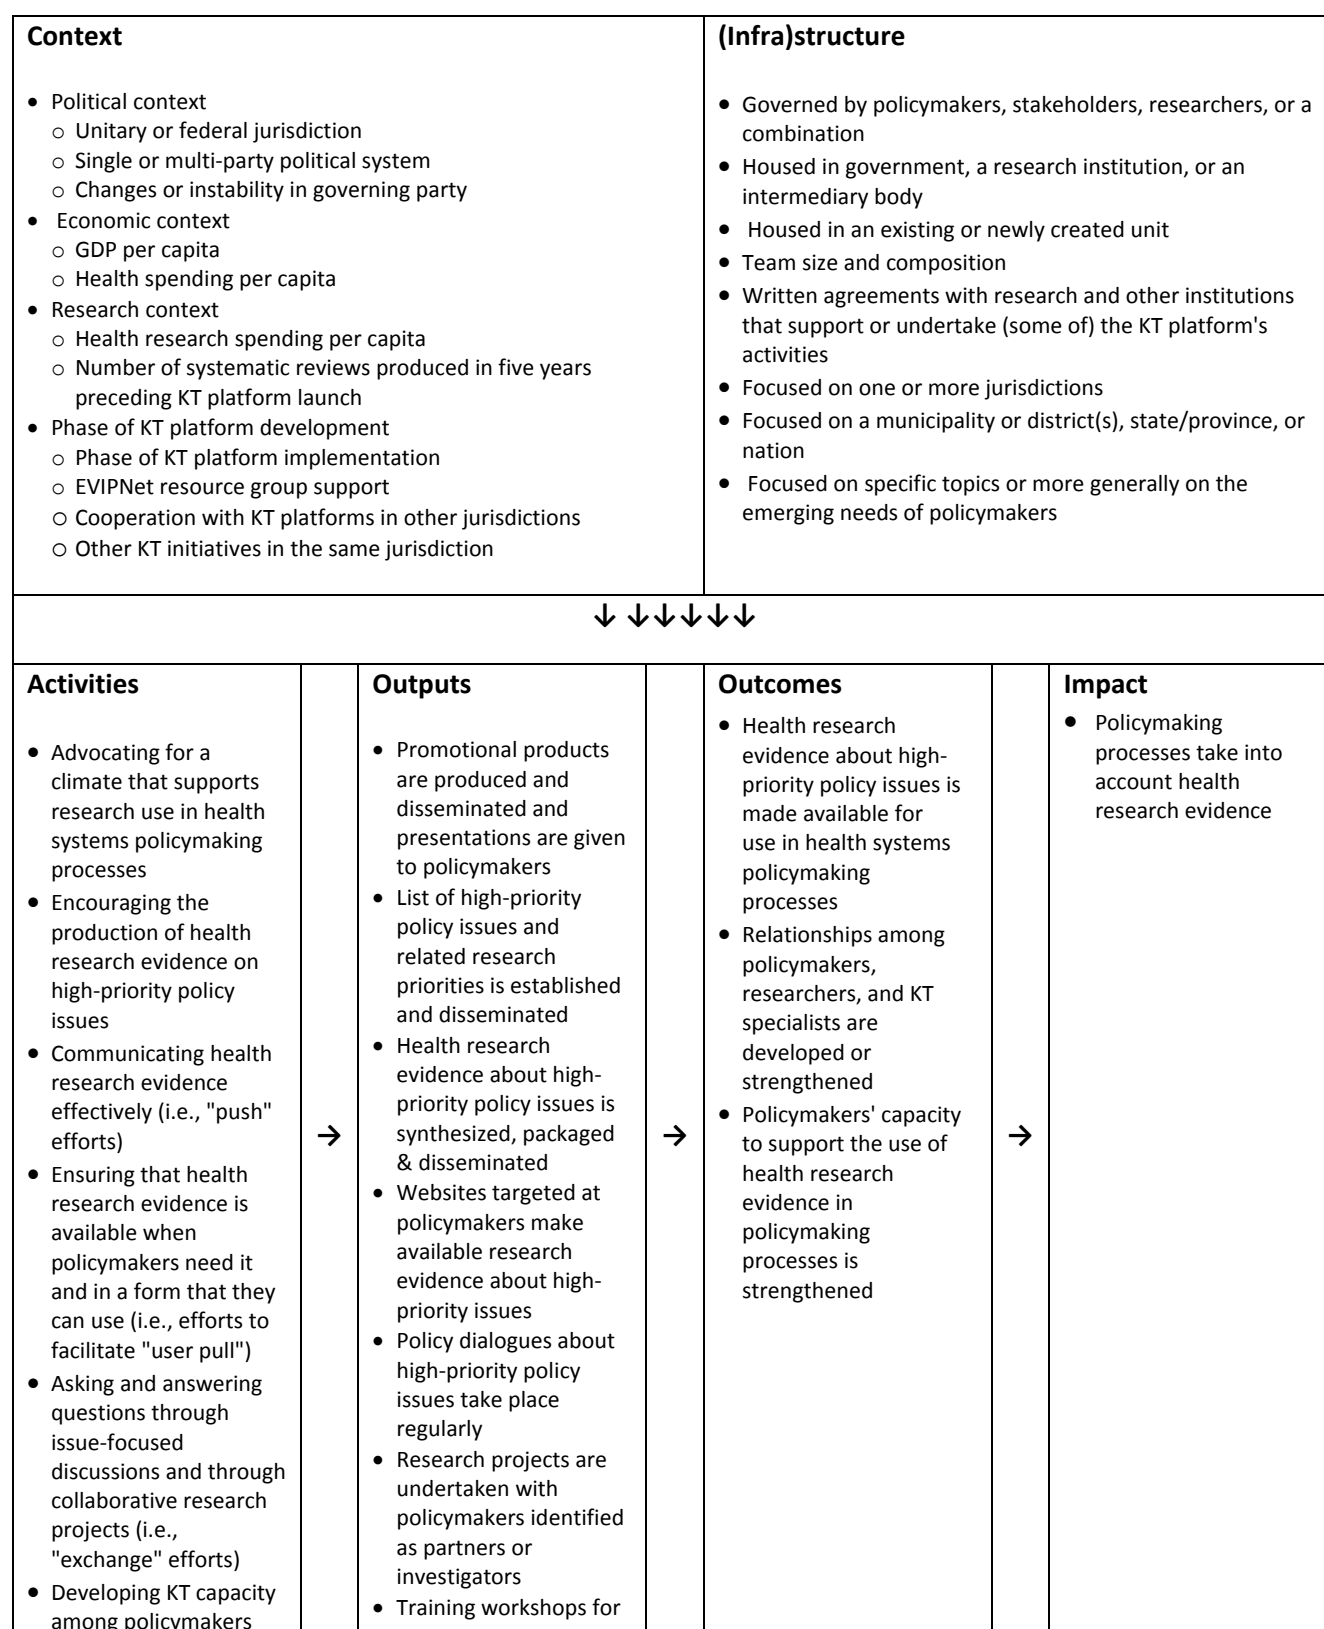 Context
• Political context
○ Unitary or federal jurisdiction
○ Single or multi-party political system
○ Changes or instability in governing party
• Economic context
○ GDP per capita
○ Health spending per capita
• Research context
○ Health research spending per capita
○ Number of systematic reviews produced in five years
preceding KT platform launch
• Phase of KT platform development
○ Phase of KT platform implementation
○ EVIPNet resource group support
○ Cooperation with KT platforms in other jurisdictions
○ Other KT initiatives in the same jurisdiction
(Infra)structure
• Governed by policymakers, stakeholders, researchers, or a
combination
• Housed in government, a research institution, or an
intermediary body
• Housed in an existing or newly created unit
• Team size and composition
• Written agreements with research and other institutions
that support or undertake (some of) the KT platform's
activities
• Focused on one or more jurisdictions
• Focused on a municipality or district(s), state/province, or
nation
• Focused on specific topics or more generally on the
emerging needs of policymakers
↓ ↓↓↓↓↓
Activities
• Advocating for a
climate that supports
research use in health
systems policymaking
processes
• Encouraging the
production of health
research evidence on
high-priority policy
issues
• Communicating health
research evidence
effectively (i.e., "push"
efforts)
• Ensuring that health
research evidence is
available when
policymakers need it
and in a form that they
can use (i.e., efforts to
facilitate "user pull")
• Asking and answering
questions through
issue-focused
discussions and through
collaborative research
projects (i.e.,
"exchange" efforts)
• Developing KT capacity
among policymakers
→
Outputs
• Promotional products
are produced and
disseminated and
presentations are given
to policymakers
• List of high-priority
policy issues and
related research
priorities is established
and disseminated
• Health research
evidence about high-
priority policy issues is
synthesized, packaged
& disseminated
• Websites targeted at
policymakers make
available research
evidence about high-
priority issues
• Policy dialogues about
high-priority policy
issues take place
regularly
• Research projects are
undertaken with
policymakers identified
as partners or
investigators
• Training workshops for
→
Outcomes
• Health research
evidence about high-
priority policy issues is
made available for
use in health systems
policymaking
processes
• Relationships among
policymakers,
researchers, and KT
specialists are
developed or
strengthened
• Policymakers' capacity
to support the use of
health research
evidence in
policymaking
processes is
strengthened
→
Impact
• Policymaking
processes take into
account health
research evidence